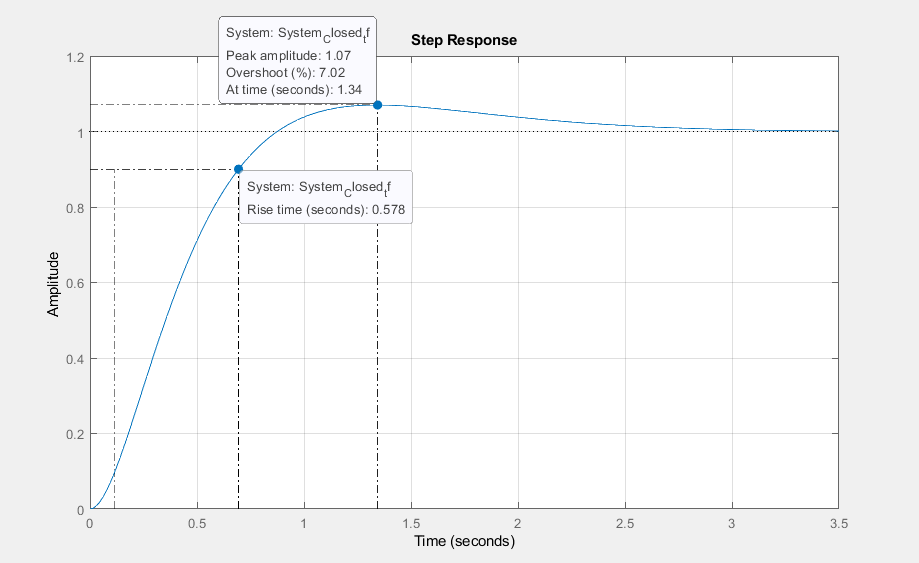 System: System_Closed_tf
Peak amplitude: 1.07
Overshoot (%): 7.02
At time (seconds): 1.34
Step Response
1.2
1
0.8
0.6
0.4
0.2
0
Amplitude
System: System_Closed_tf
Rise time (seconds): 0.578
0
0.5
1
1.5
2
2.5
3
3.5
Time (seconds)